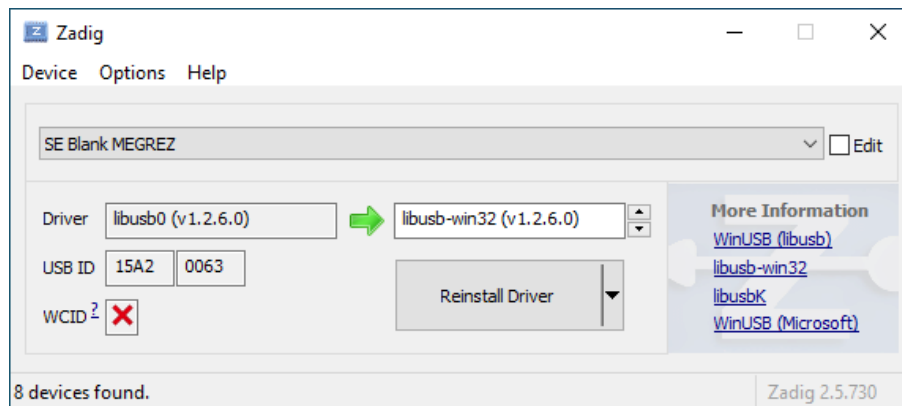 Zadig
Device Options Help
SE Blank MEGREZ
Edit
Driver libusb0 (v1.2.6.0) libusb-win32 (v1.2.6.0)
USB ID 15A2 0063
WCID ?
Reinstall Driver
More Information
WinUSB (libusb)
libusb-win32
libusbK
WinUSB (Microsoft)
8 devices found.
Zadig 2.5.730